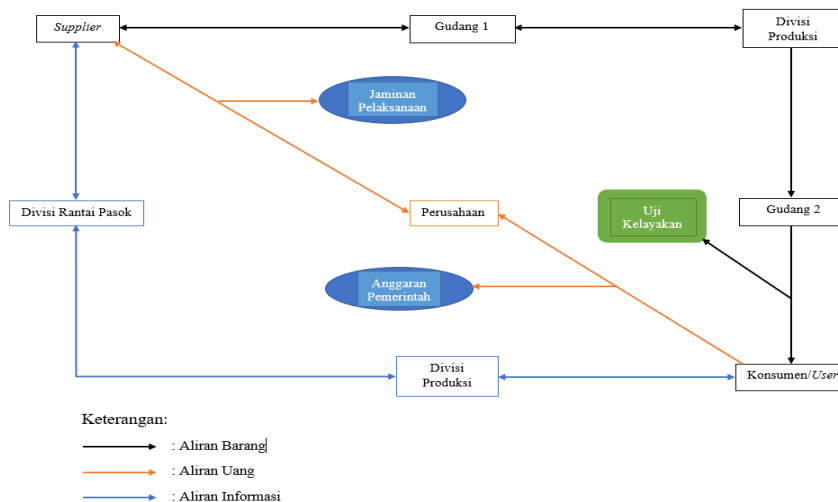 Supplier
Gudang 1
Divisi
Produksi
Jaminan
Pelaksanaan
Divisi Rantai Pasok
Perusahaan
Uji
Kelayakan
Gudang 2
Anggaran
Pemerintah
Divisi
Produksi
Konsumen/User
Keterangan:
: Aliran Barang
: Aliran Uang
: Aliran Informasi